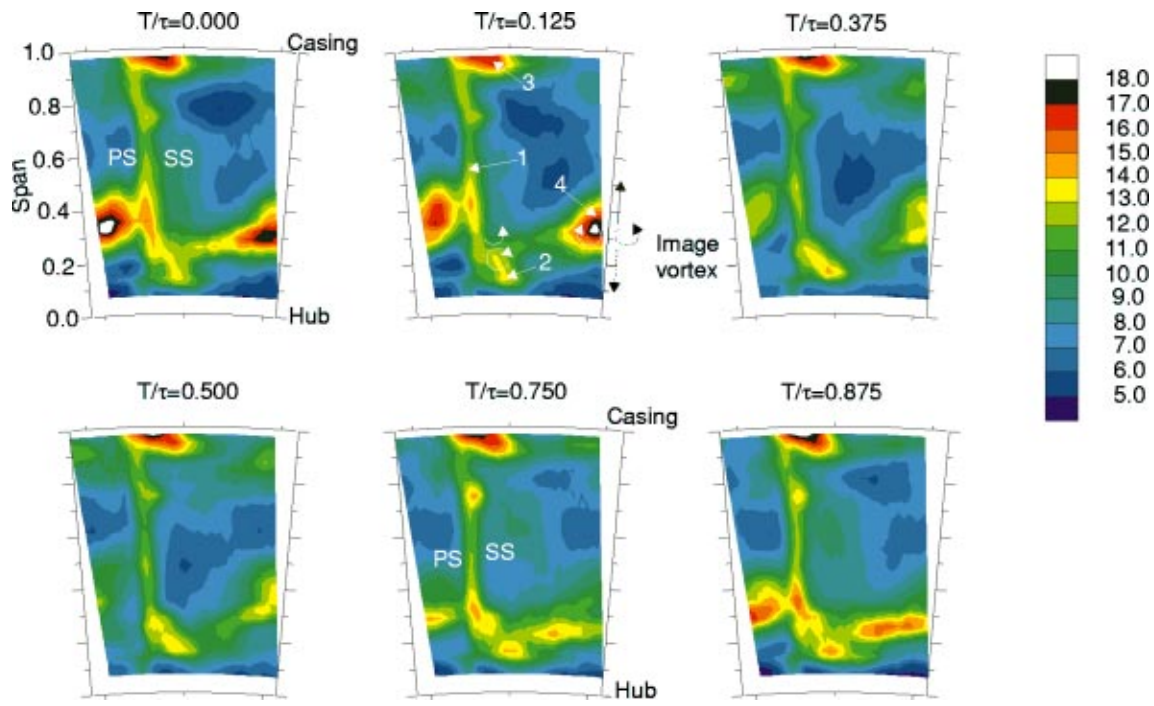 T/τ=0.000
T/τ=0.125
T/τ=0.375
Casing
1.0
0.8
0.6
0.4
0.2
0.0
Span
PS SS
Hub
3
1
4
2
Image
vortex
18.0
17.0
16.0
15.0
14.0
13.0
12.0
11.0
10.0
9.0
8.0
7.0
6.0
5.0
T/τ=0.500
T/τ=0.750
T/τ=0.875
Casing
PS SS
Hub